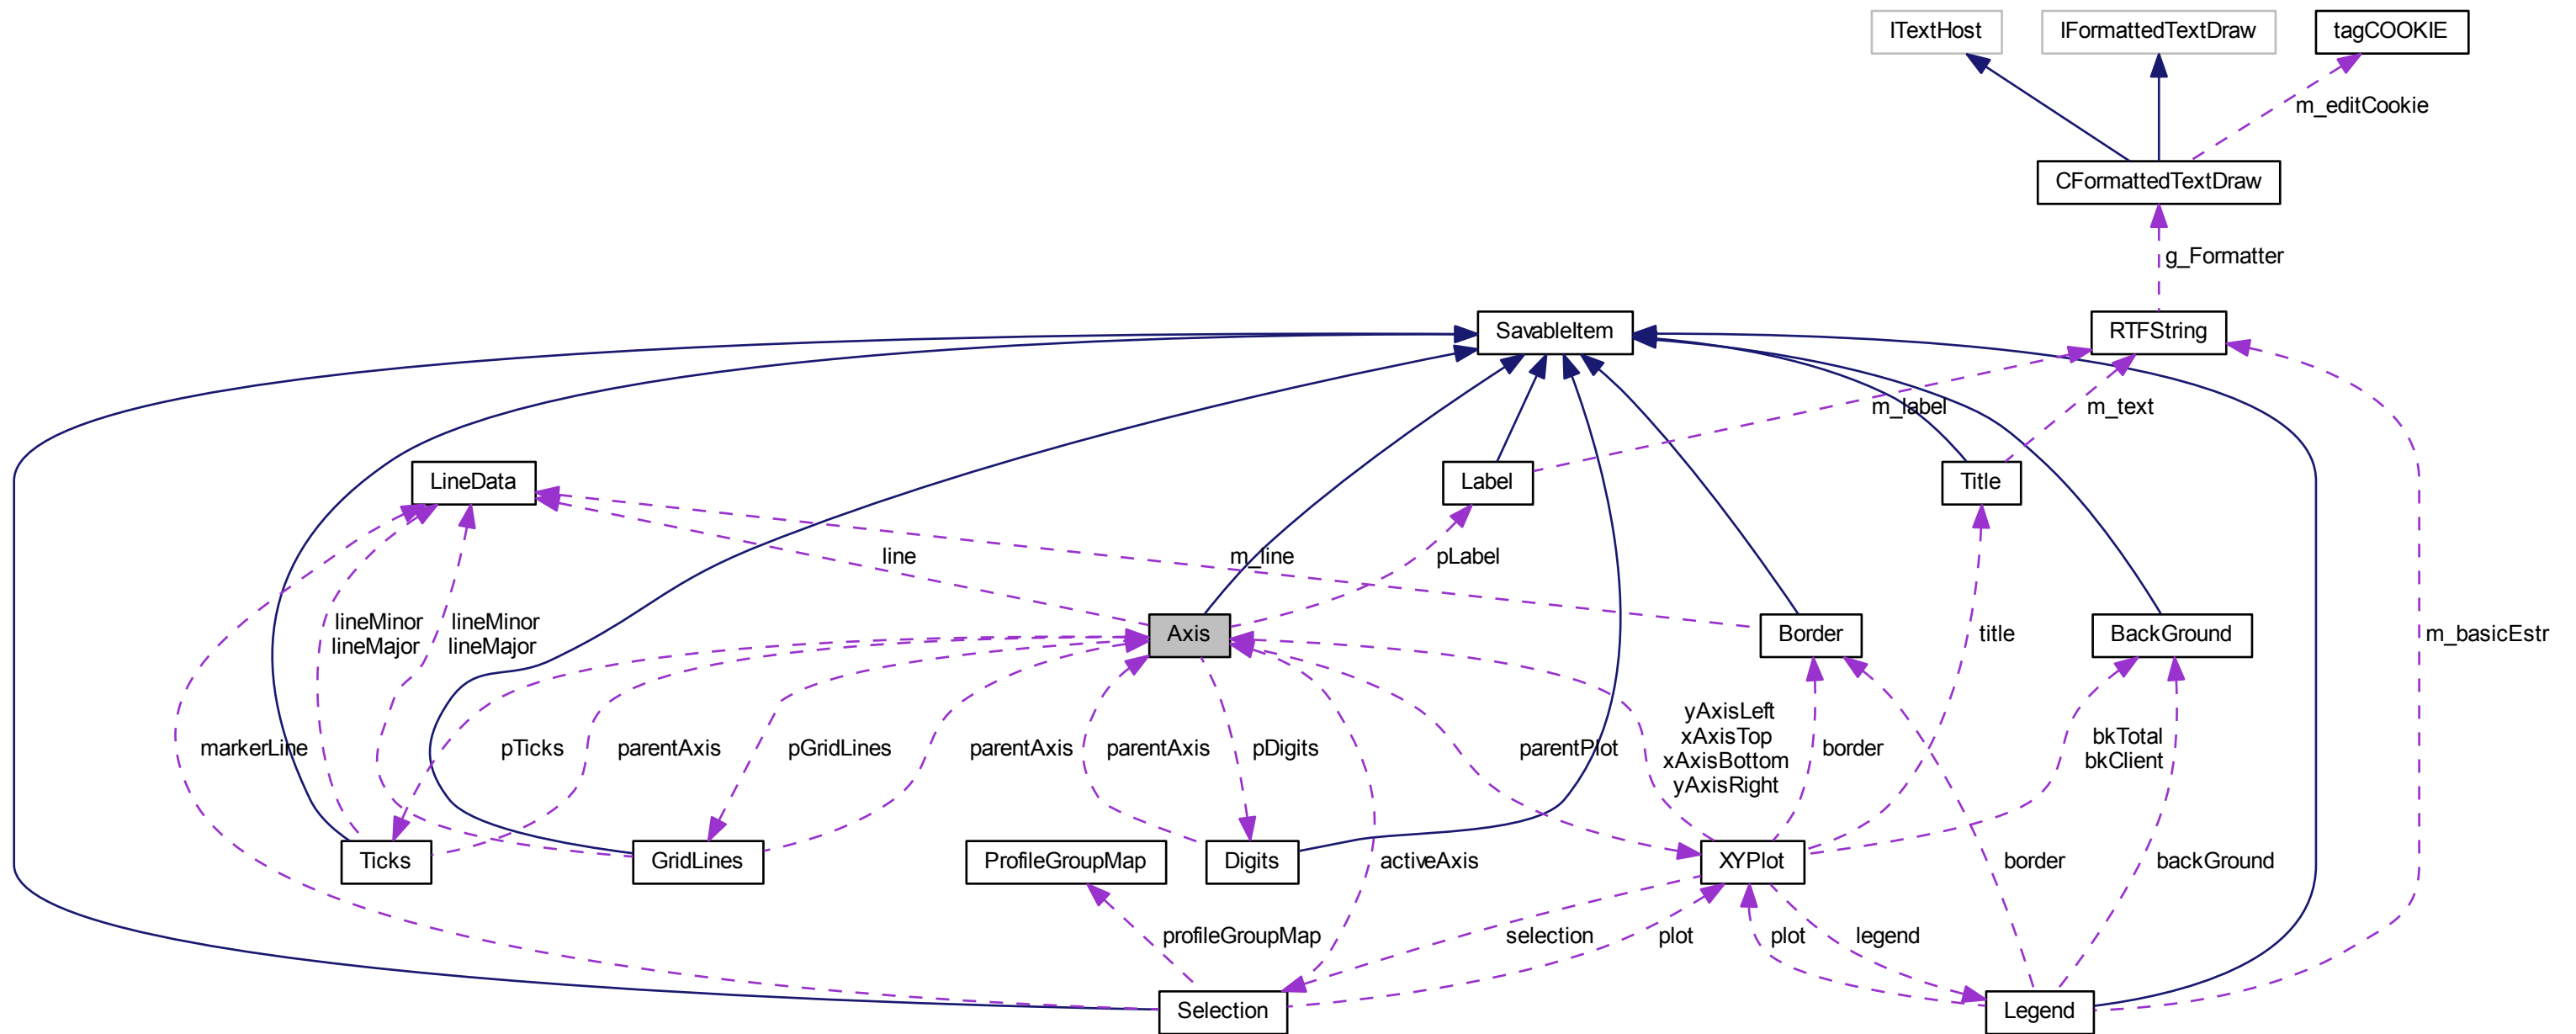 ITextHost
IFormattedTextDraw
tagCOOKIE
m_editCookie
CFormattedTextDraw
g_Formatter
SavableItem
RTFString
m_label
m_text
LineData
Label
Title
line
m_line
pLabel
lineMinor
lineMajor
lineMinor
lineMajor
Axis
Border
title
BackGround
m_basicEstr
markerLine
pTicks
parentAxis
pGridLines
parentAxis
parentAxis
pDigits
parentPlot
yAxisLeft
xAxisTop
xAxisBottom
yAxisRight
border
bkTotal
bkClient
Ticks
GridLines
ProfileGroupMap
Digits
activeAxis
XYPlot
border
backGround
profileGroupMap
selection
plot
plot
legend
Selection
Legend